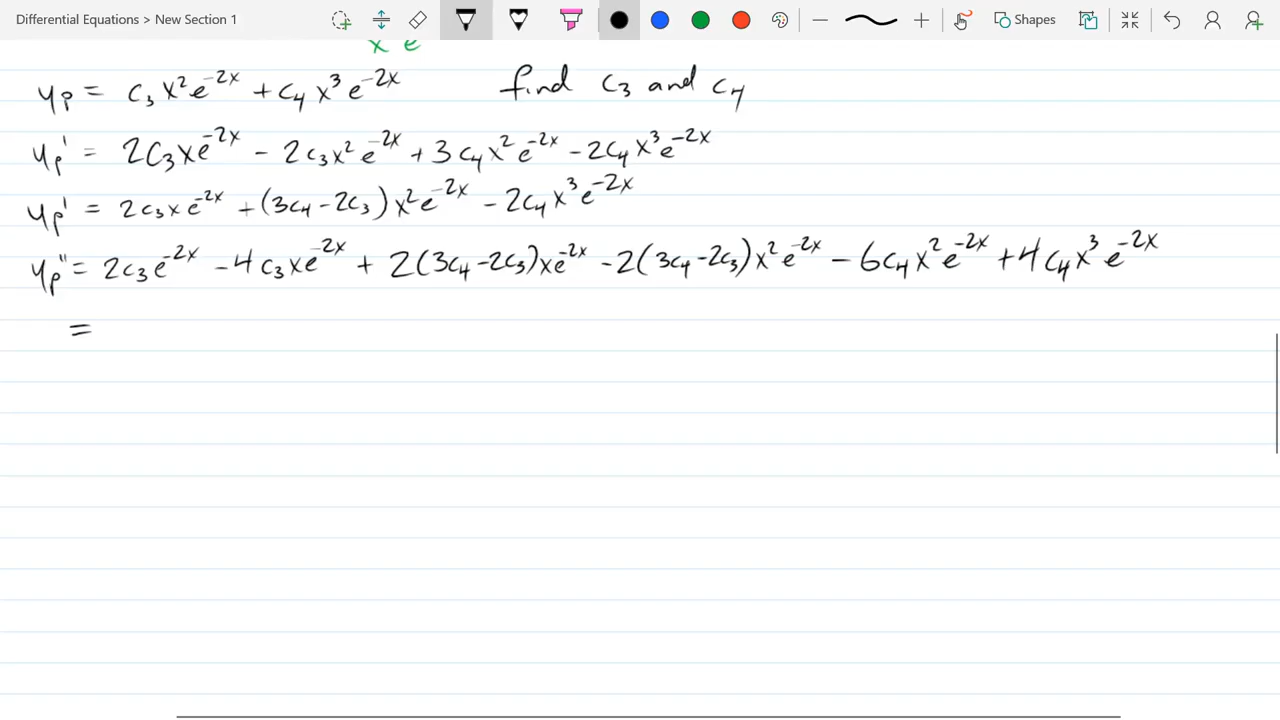 Differential Equations > New Section 1
Shapes
x e
yp = c₃x²e⁻²ˣ + c₄x³e⁻²ˣ find c₃ and c₄
yp' = 2c₃xe⁻²ˣ - 2c₃x²e⁻²ˣ + 3c₄x²e⁻²ˣ - 2c₄x³e⁻²ˣ
yp' = 2c₃xe⁻²ˣ + (3c₄ - 2c₃)x²e⁻²ˣ - 2c₄x³e⁻²ˣ
yp" = 2c₃e⁻²ˣ - 4c₃xe⁻²ˣ + 2(3c₄ - 2c₃)xe⁻²ˣ - 2(3c₄ - 2c₃)x²e⁻²ˣ - 6c₄x²e⁻²ˣ + 4c₄x³e⁻²ˣ
=